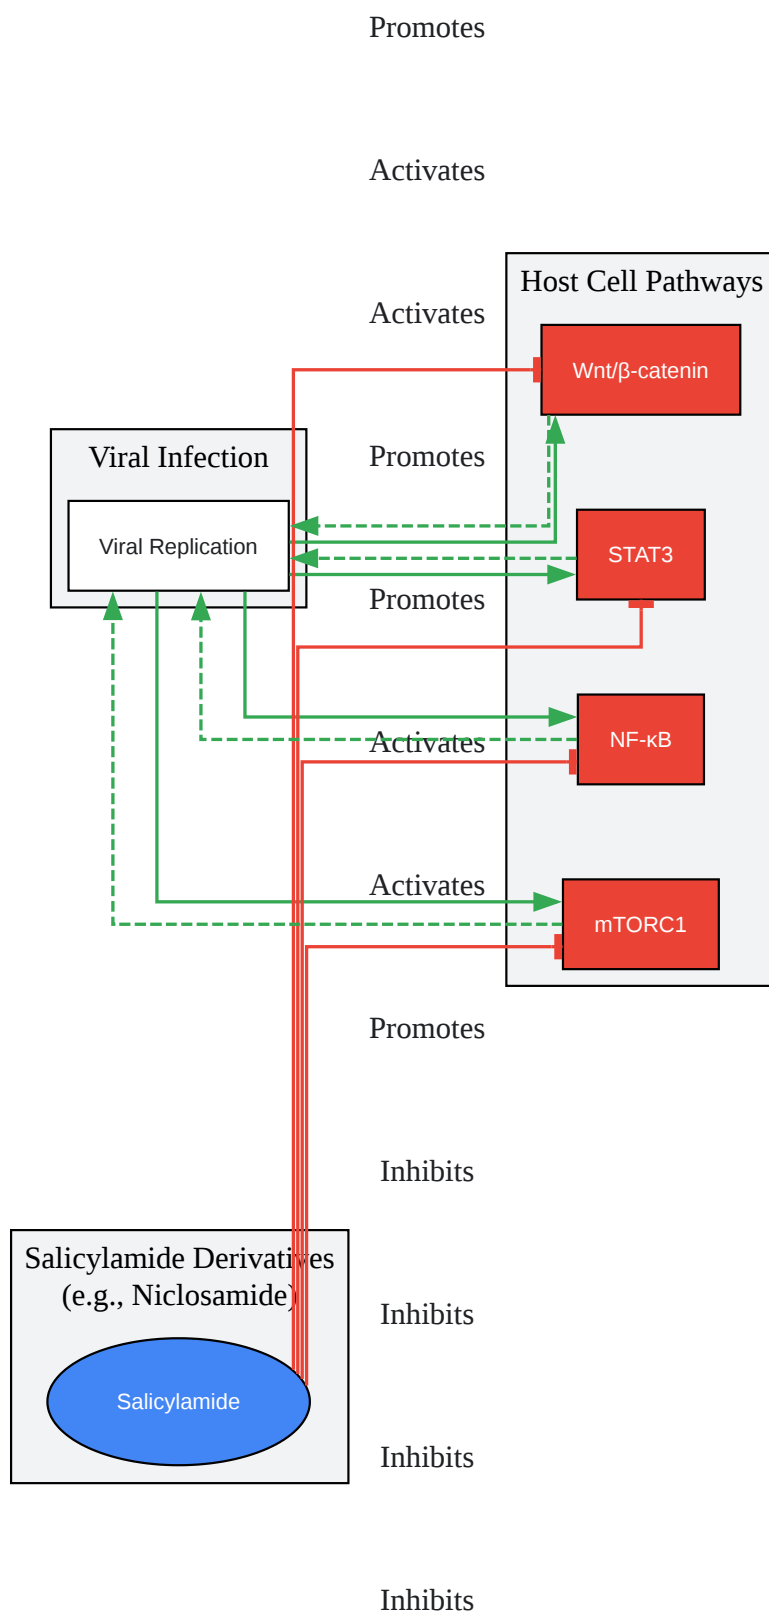 Promotes
Activates
Host Cell Pathways
Activates
Wnt/β-catenin
Viral Infection
Promotes
Viral Replication
STAT3
Promotes
NF-κB
Activates
Activates
mTORC1
Promotes
Inhibits
Salicylamide Derivatives
(e.g., Niclosamide)
Inhibits
Salicylamide
Inhibits
Inhibits